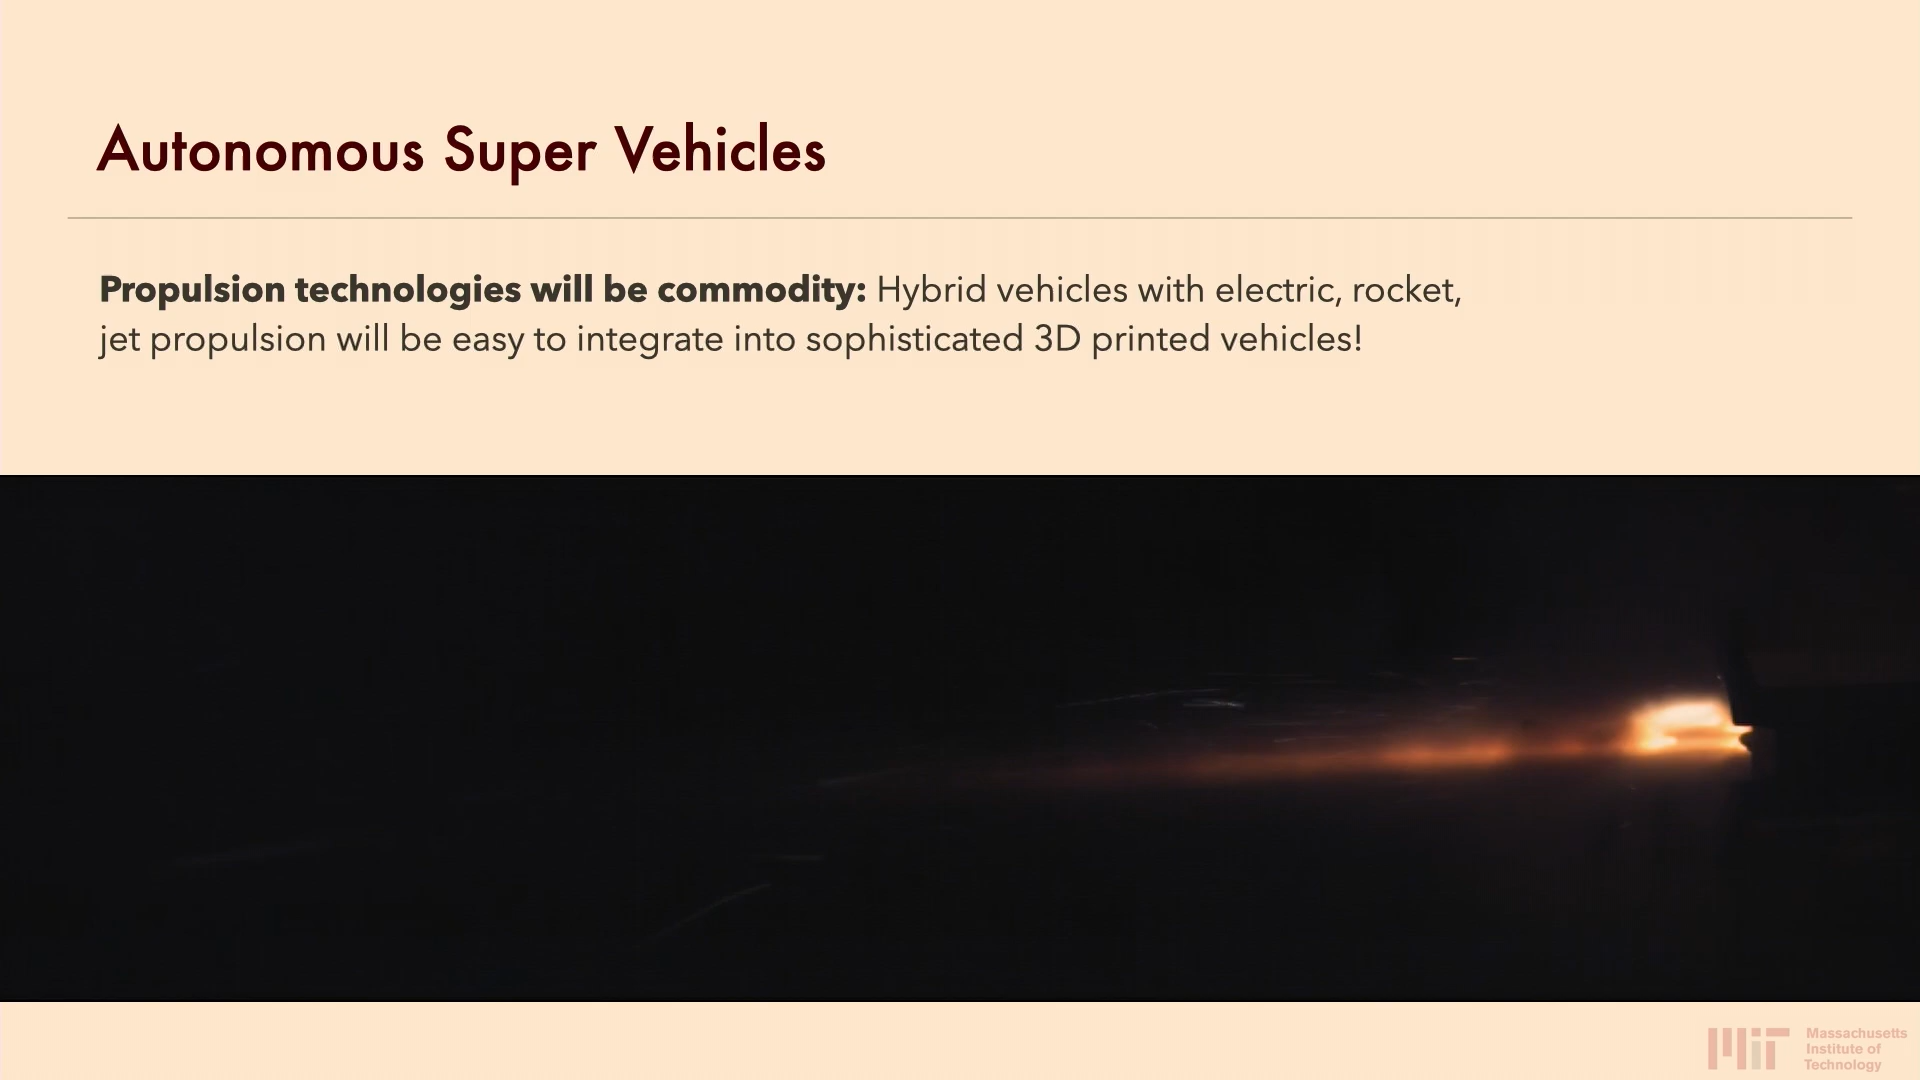 Autonomous Super Vehicles
Propulsion technologies will be commodity: Hybrid vehicles with electric, rocket,
jet propulsion will be easy to integrate into sophisticated 3D printed vehicles!
MIT
Massachusetts
Institute of
Technology